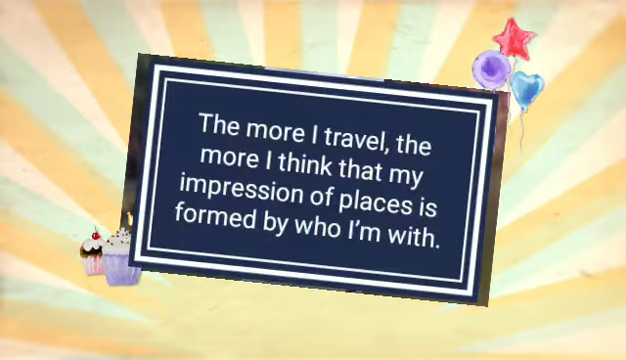 The more I travel, the
more I think that my
impression of places is
formed by who I’m with.